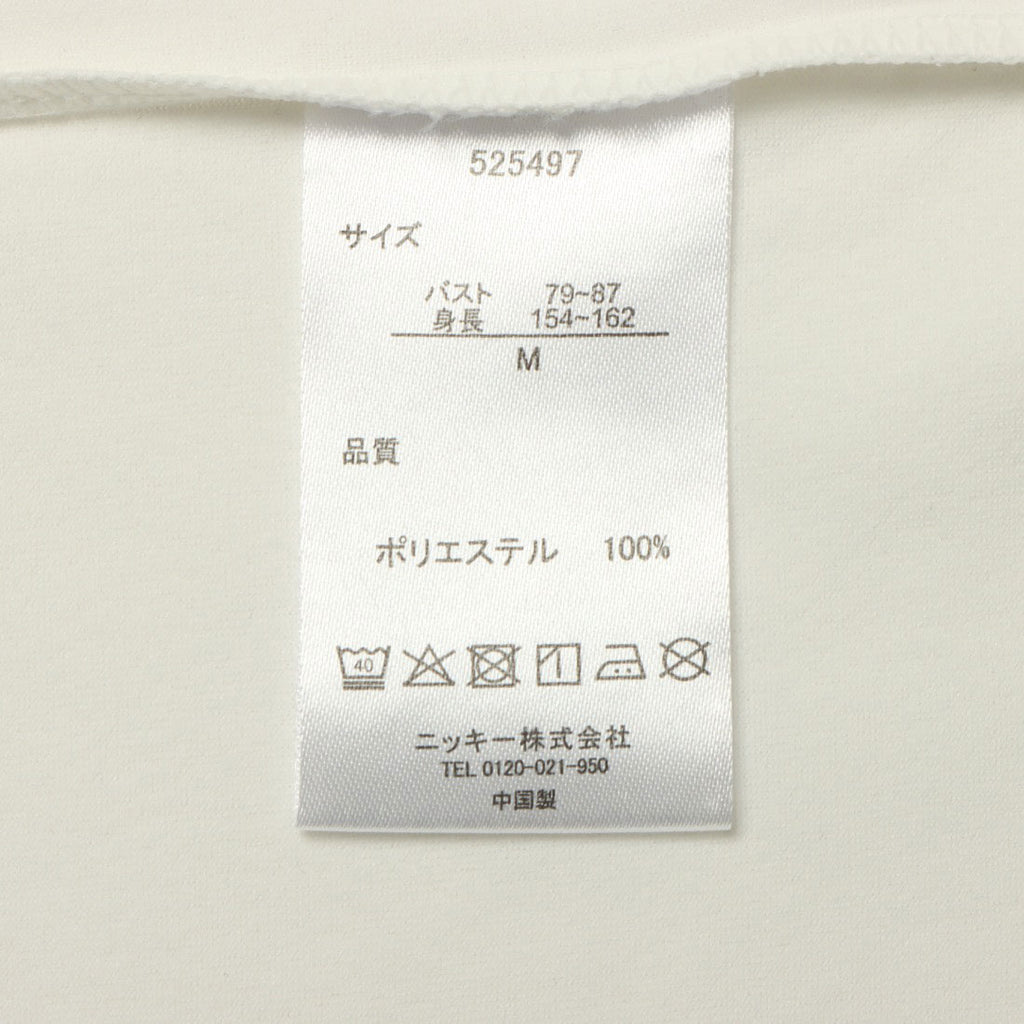 525497
サイズ
バスト 79~87
身長 154~162
M
品質
ポリエステル 100%
40
ニッキー株式会社
TEL 0120-021-950
中国製